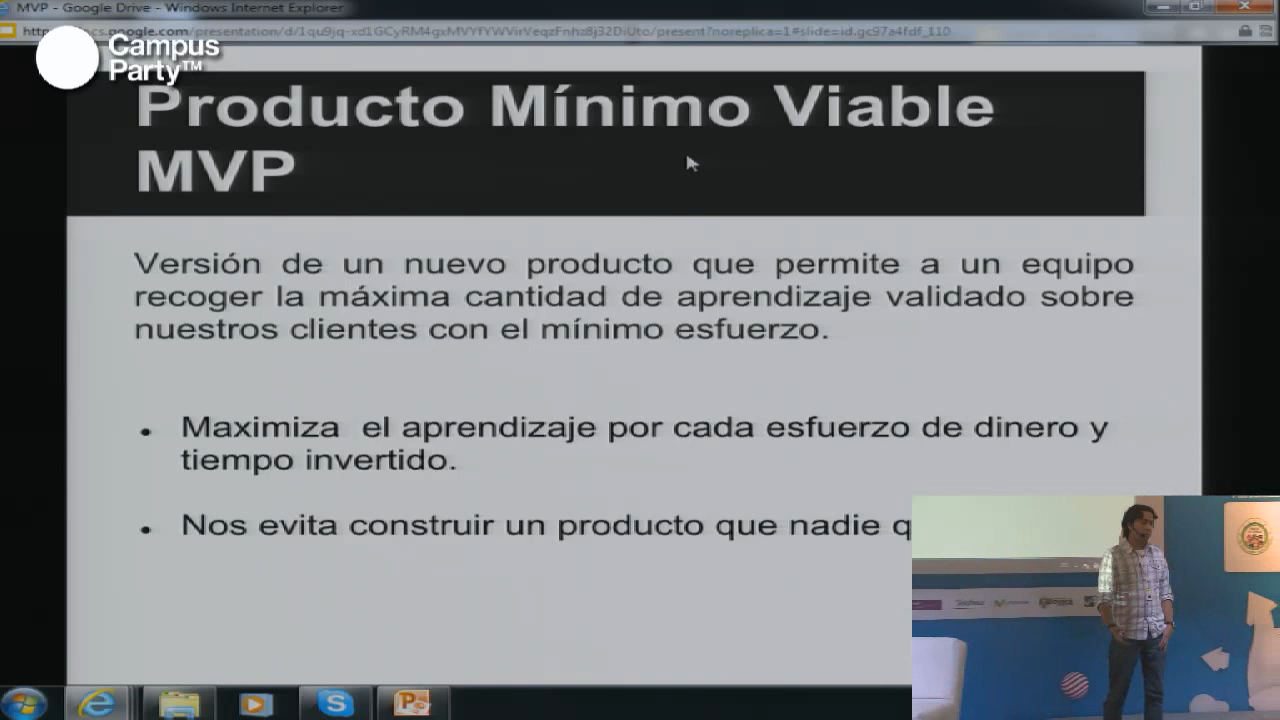 MVP - Google Drive - Windows Internet Explorer
Campus
Party™
Producto Mínimo Viable
MVP
Versión de un nuevo producto que permite a un equipo
recoger la máxima cantidad de aprendizaje validado sobre
nuestros clientes con el mínimo esfuerzo.
• Maximiza el aprendizaje por cada esfuerzo de dinero y
tiempo invertido.
• Nos evita construir un producto que nadie